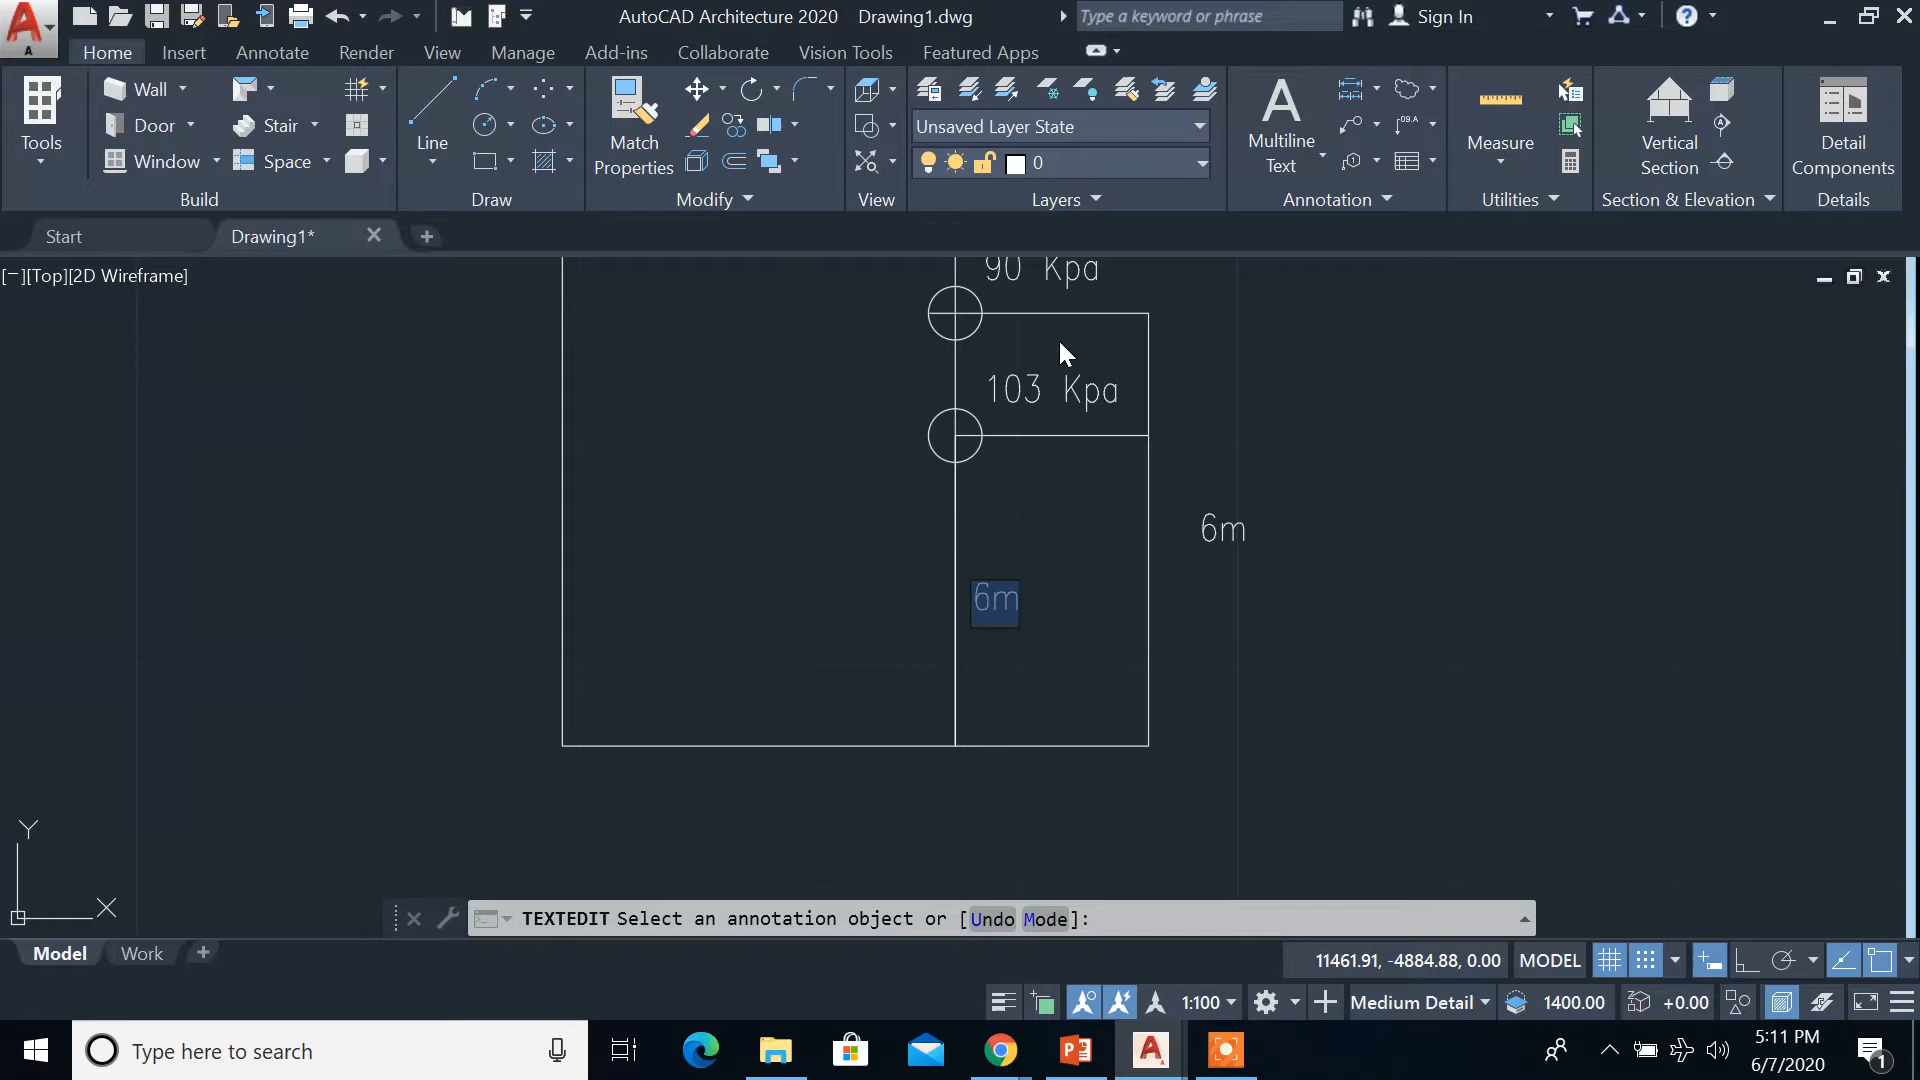 A
AutoCAD Architecture 2020 Drawing1.dwg
Type a keyword or phrase
Sign In
Home Insert Annotate Render View Manage Add-ins Collaborate Vision Tools Featured Apps
Tools
Wall
Door
Window
Stair
Space
Build
Line
Draw
Match
Properties
Modify
View
Unsaved Layer State
0
Layers
Multiline
Text
Annotation
Measure
Utilities
Vertical
Section
Section & Elevation
Detail
Components
Details
Start
Drawing1*
[−][Top][2D Wireframe]
90 Kpa
103 Kpa
6m
6m
Y
X
TEXTEDIT Select an annotation object or [Undo Mode]:
Model
Work
11461.91, -4884.88, 0.00
MODEL
1:100
Medium Detail
1400.00
+0.00
Type here to search
5:11 PM
6/7/2020
1